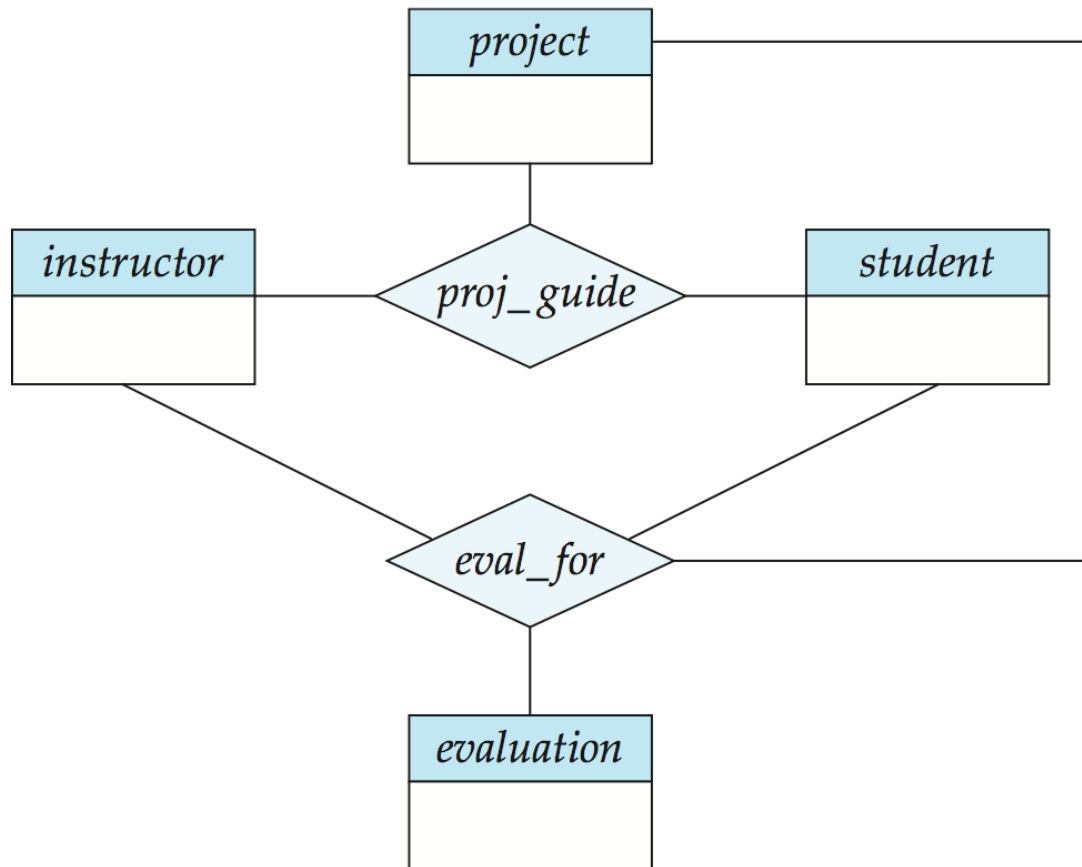 project
instructor
student
proj_guide
eval_for
evaluation